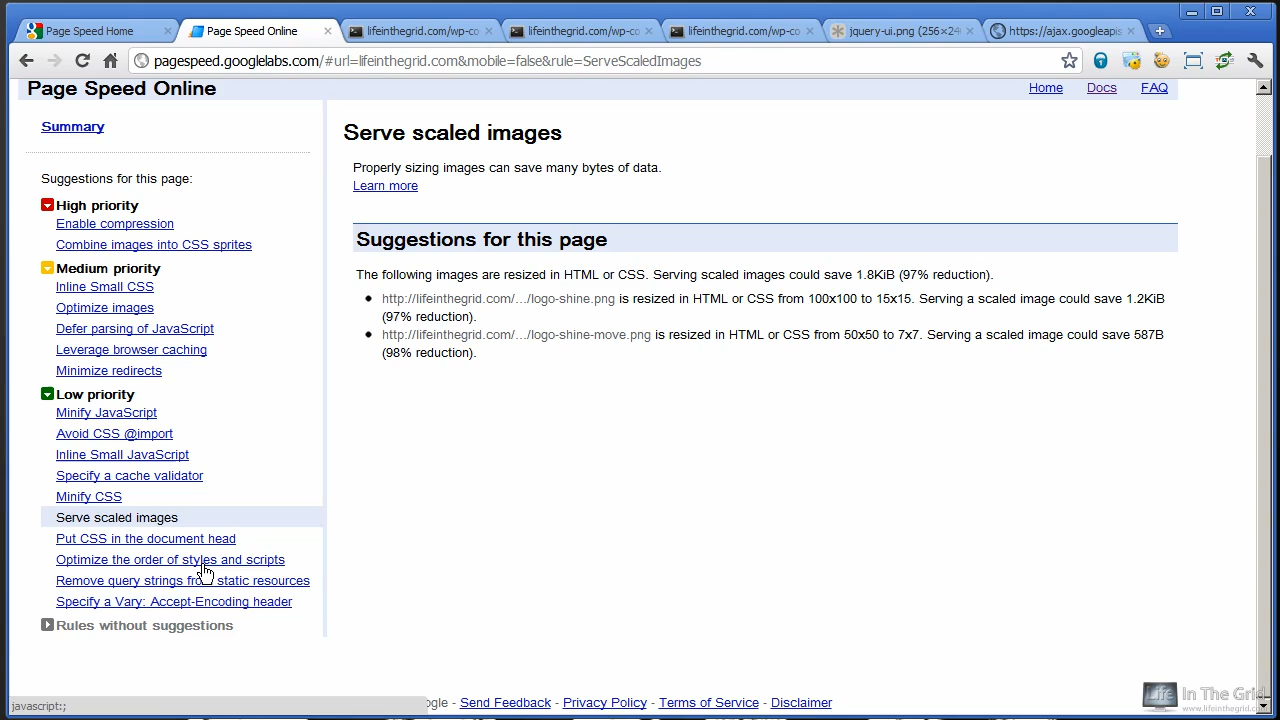 Page Speed Home
Page Speed Online
lifeinthegrid.com/wp-co
lifeinthegrid.com/wp-co
lifeinthegrid.com/wp-co
jquery-ui.png (256×24
https://ajax.googleapis
pagespeed.googlelabs.com/#url=lifeinthegrid.com&mobile=false&rule=ServeScaledImages
Page Speed Online
Home Docs FAQ
Summary
Suggestions for this page:
High priority
Enable compression
Combine images into CSS sprites
Medium priority
Inline Small CSS
Optimize images
Defer parsing of JavaScript
Leverage browser caching
Minimize redirects
Low priority
Minify JavaScript
Avoid CSS @import
Inline Small JavaScript
Specify a cache validator
Minify CSS
Serve scaled images
Put CSS in the document head
Optimize the order of styles and scripts
Remove query strings from static resources
Specify a Vary: Accept-Encoding header
Rules without suggestions
Serve scaled images
Properly sizing images can save many bytes of data.
Learn more
Suggestions for this page
The following images are resized in HTML or CSS. Serving scaled images could save 1.8KiB (97% reduction).
http://lifeinthegrid.com/.../logo-shine.png is resized in HTML or CSS from 100x100 to 15x15. Serving a scaled image could save 1.2KiB
(97% reduction).
http://lifeinthegrid.com/.../logo-shine-move.png is resized in HTML or CSS from 50x50 to 7x7. Serving a scaled image could save 587B
(98% reduction).
javascript:;
ogle - Send Feedback - Privacy Policy - Terms of Service - Disclaimer
Life In The Grid
www.lifeinthegrid.com